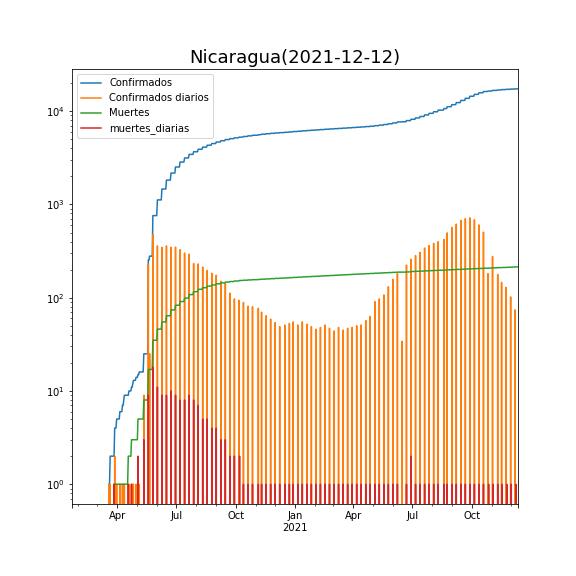 Nicaragua(2021-12-12)
Confirmados
Confirmados diarios
Muertes
muertes_diarias
10⁴
10³
10²
10¹
10⁰
Apr Jul Oct Jan Apr Jul Oct
2021